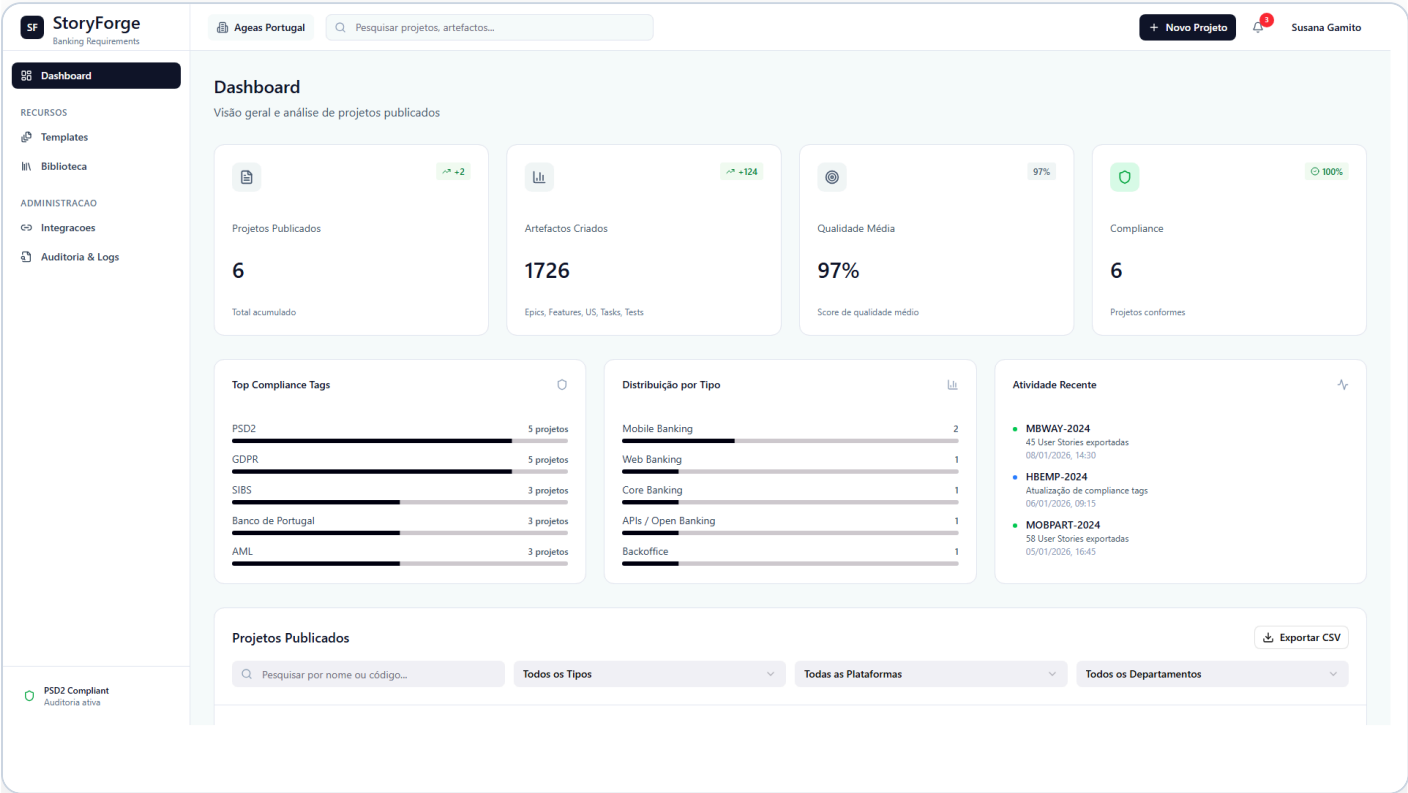 SF
StoryForge
Banking Requirements
Ageas Portugal
Pesquisar projetos, artefactos...
+ Novo Projeto
3
Susana Gamito
Dashboard
RECURSOS
Templates
Biblioteca
ADMINISTRACAO
Integracoes
Auditoria & Logs
PSD2 Compliant
Auditoria ativa
Dashboard
Visão geral e análise de projetos publicados
+2
Projetos Publicados
6
Total acumulado
+124
Artefactos Criados
1726
Epics, Features, US, Tasks, Tests
97%
Qualidade Média
97%
Score de qualidade médio
100%
Compliance
6
Projetos conformes
Top Compliance Tags
PSD2 5 projetos
GDPR 5 projetos
SIBS 3 projetos
Banco de Portugal 3 projetos
AML 3 projetos
Distribuição por Tipo
Mobile Banking 2
Web Banking 1
Core Banking 1
APIs / Open Banking 1
Backoffice 1
Atividade Recente
MBWAY-2024
45 User Stories exportadas
08/01/2026, 14:30
HBEMP-2024
Atualização de compliance tags
06/01/2026, 09:15
MOBPART-2024
58 User Stories exportadas
05/01/2026, 16:45
Projetos Publicados
Exportar CSV
Pesquisar por nome ou código...
Todos os Tipos
Todas as Plataformas
Todos os Departamentos